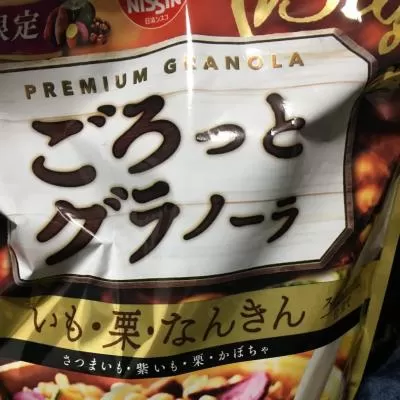 限定
NISSIN
日清シスコ
Big
PREMIUM GRANOLA
ごろっと
グラノーラ
いも・栗・なんきん
さつまいも・紫いも・栗・かぼちゃ